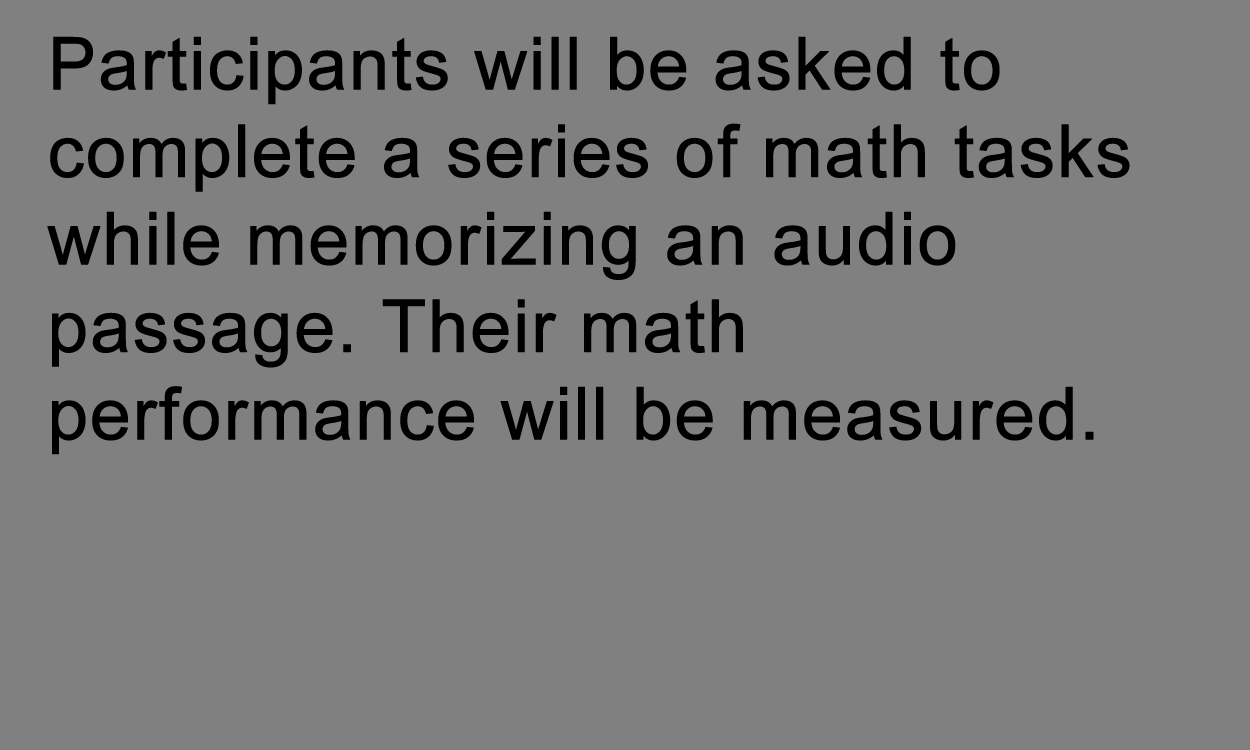 Participants will be asked to
complete a series of math tasks
while memorizing an audio
passage. Their math
performance will be measured.